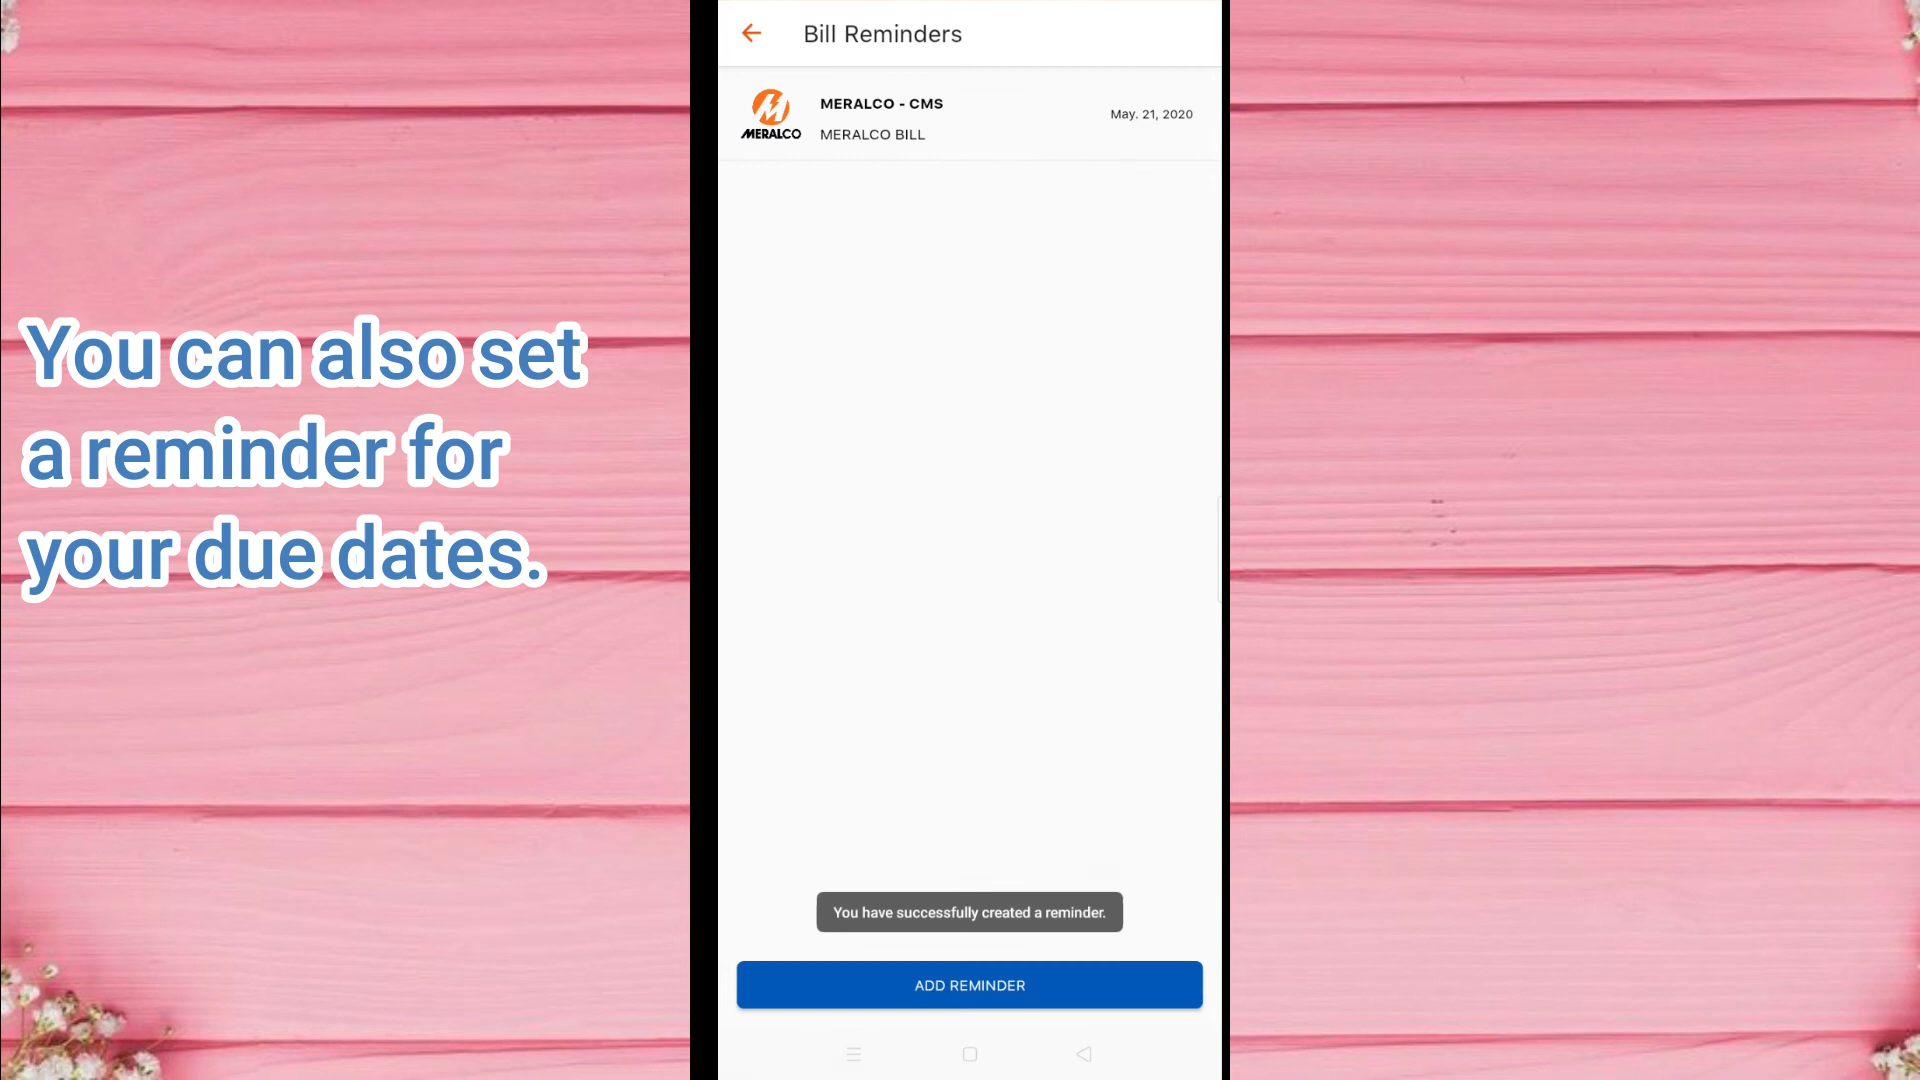 You can also set
a reminder for
your due dates.
Bill Reminders
MERALCO
MERALCO - CMS
MERALCO BILL
May. 21, 2020
You have successfully created a reminder.
ADD REMINDER